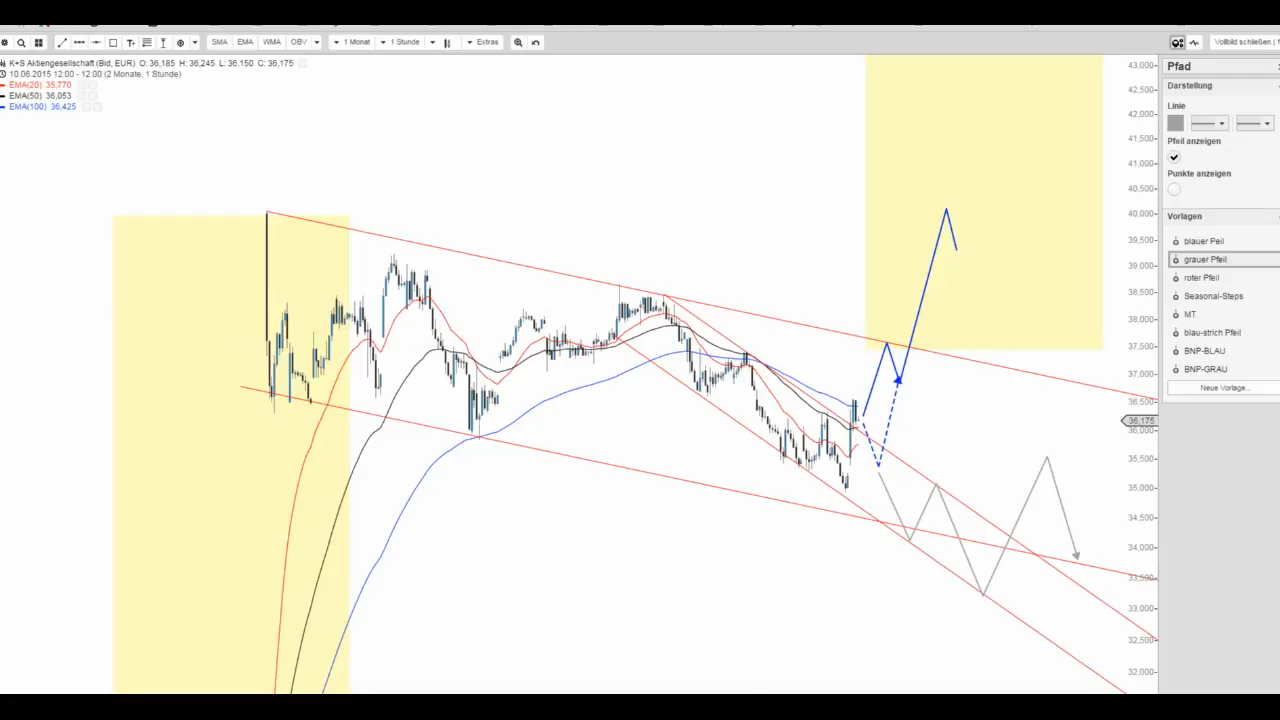 SMA EMA WMA OBV 1 Monat 1 Stunde Extras Vollbild schließen
K+S Aktiengesellschaft (Bid, EUR) O: 36,185 H: 36,245 L: 36,150 C: 36,175
10.06.2015 12:00 - 12:00 (2 Monate, 1 Stunde)
EMA(20) 35,770
EMA(50) 36,053
EMA(100) 36,425
43,000
42,500
42,000
41,500
41,000
40,500
40,000
39,500
39,000
38,500
38,000
37,500
37,000
36,500
36,175
36,000
35,500
35,000
34,500
34,000
33,500
33,000
32,500
32,000
Pfad
Darstellung
Linie
Pfeil anzeigen
Punkte anzeigen
Vorlagen
blauer Peil
grauer Pfeil
roter Pfeil
Seasonal-Steps
MT
blau-strich Pfeil
BNP-BLAU
BNP-GRAU
Neue Vorlage...